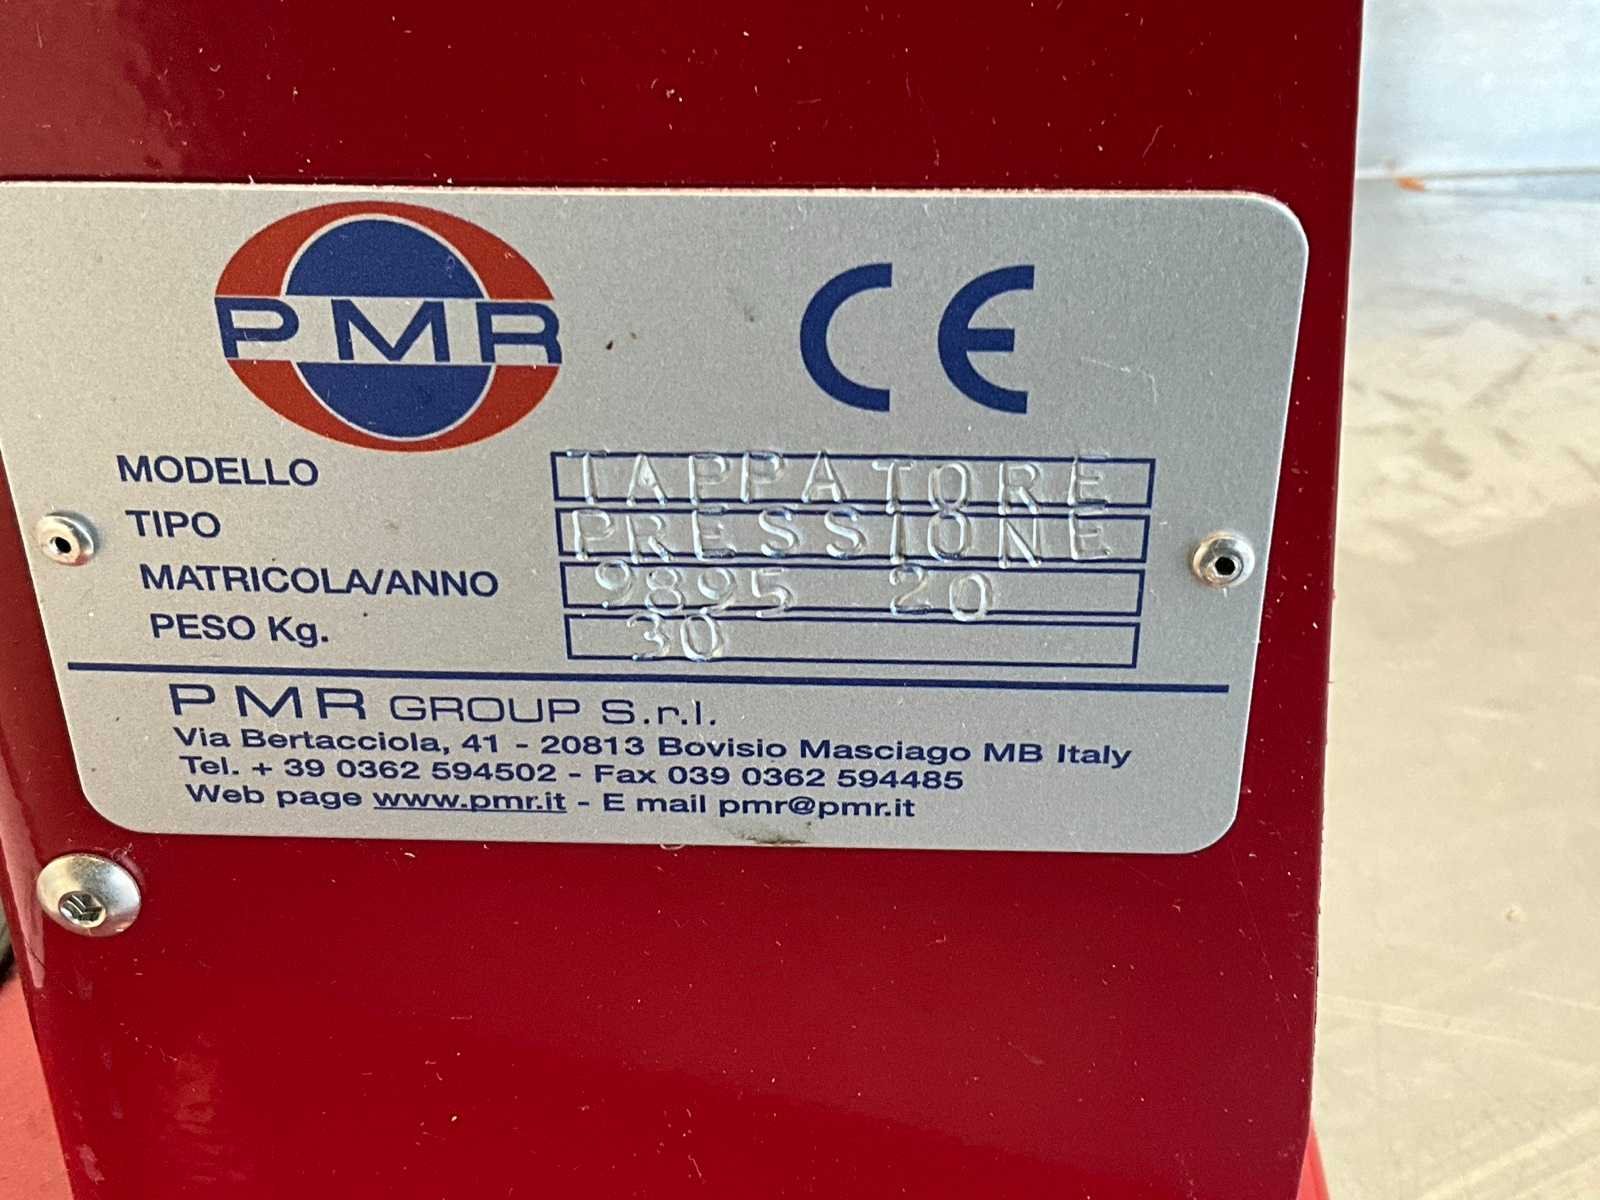 PMR CE
MODELLO TAPPATORE
TIPO PRESSIONE
MATRICOLA/ANNO 9895 20
PESO Kg. 30
PMR GROUP S.r.l.
Via Bertacciola, 41 - 20813 Bovisio Masciago MB Italy
Tel. + 39 0362 594502 - Fax 039 0362 594485
Web page www.pmr.it - E mail pmr@pmr.it